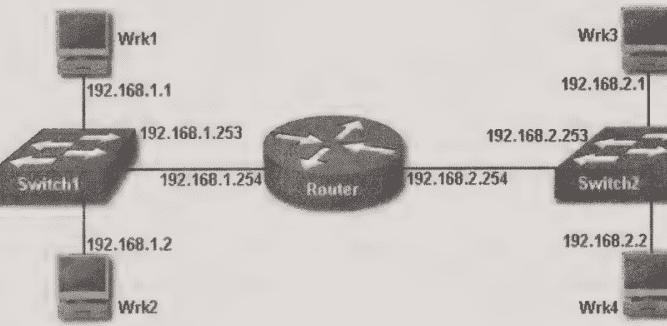 Wrk1
Wrk3
192.168.1.1
192.168.2.1
192.168.1.253
192.168.2.253
Switch1
192.168.1.254
Router
192.168.2.254
Switch2
192.168.1.2
192.168.2.2
Wrk2
Wrk4